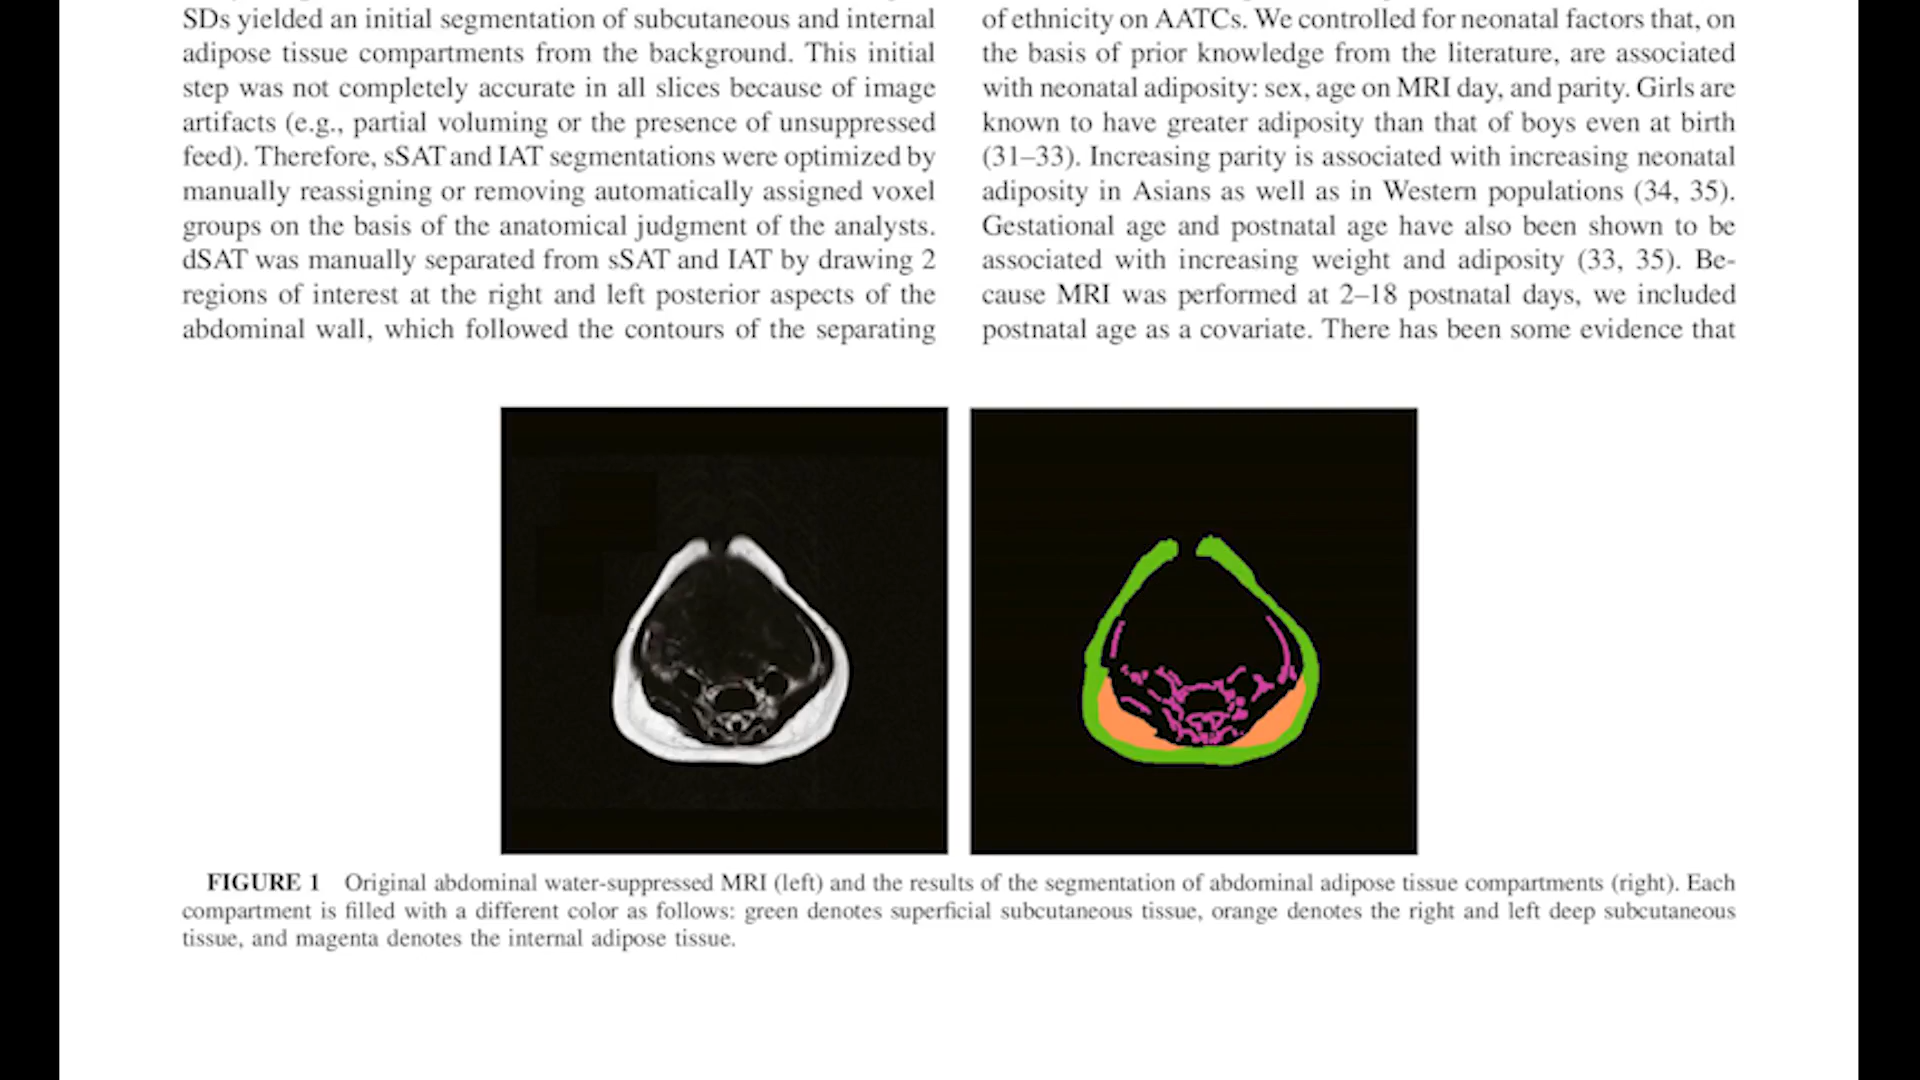 SDs yielded an initial segmentation of subcutaneous and internal
adipose tissue compartments from the background. This initial
step was not completely accurate in all slices because of image
artifacts (e.g., partial voluming or the presence of unsuppressed
feed). Therefore, sSAT and IAT segmentations were optimized by
manually reassigning or removing automatically assigned voxel
groups on the basis of the anatomical judgment of the analysts.
dSAT was manually separated from sSAT and IAT by drawing 2
regions of interest at the right and left posterior aspects of the
abdominal wall, which followed the contours of the separating
of ethnicity on AATCs. We controlled for neonatal factors that, on
the basis of prior knowledge from the literature, are associated
with neonatal adiposity: sex, age on MRI day, and parity. Girls are
known to have greater adiposity than that of boys even at birth
(31–33). Increasing parity is associated with increasing neonatal
adiposity in Asians as well as in Western populations (34, 35).
Gestational age and postnatal age have also been shown to be
associated with increasing weight and adiposity (33, 35). Be-
cause MRI was performed at 2–18 postnatal days, we included
postnatal age as a covariate. There has been some evidence that
FIGURE 1 Original abdominal water-suppressed MRI (left) and the results of the segmentation of abdominal adipose tissue compartments (right). Each
compartment is filled with a different color as follows: green denotes superficial subcutaneous tissue, orange denotes the right and left deep subcutaneous
tissue, and magenta denotes the internal adipose tissue.